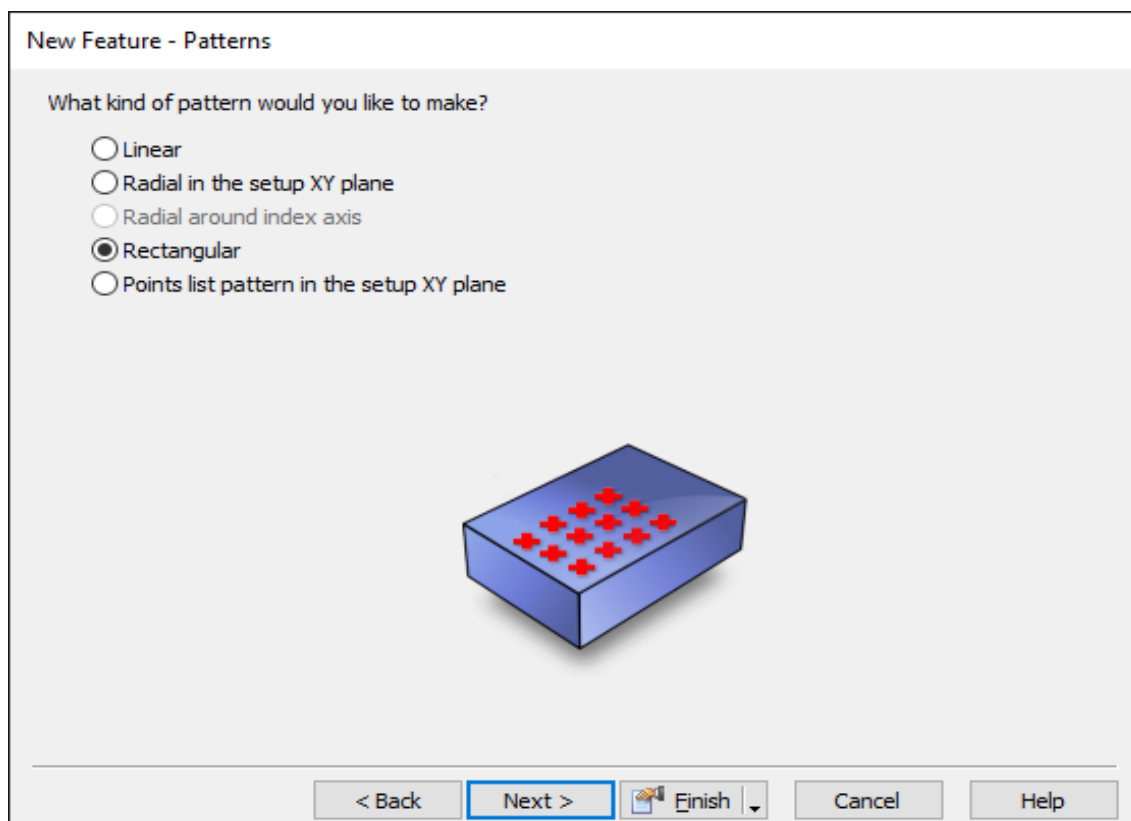 New Feature - Patterns
What kind of pattern would you like to make?
Linear
Radial in the setup XY plane
Radial around index axis
Rectangular
Points list pattern in the setup XY plane
< Back Next > Finish Cancel Help